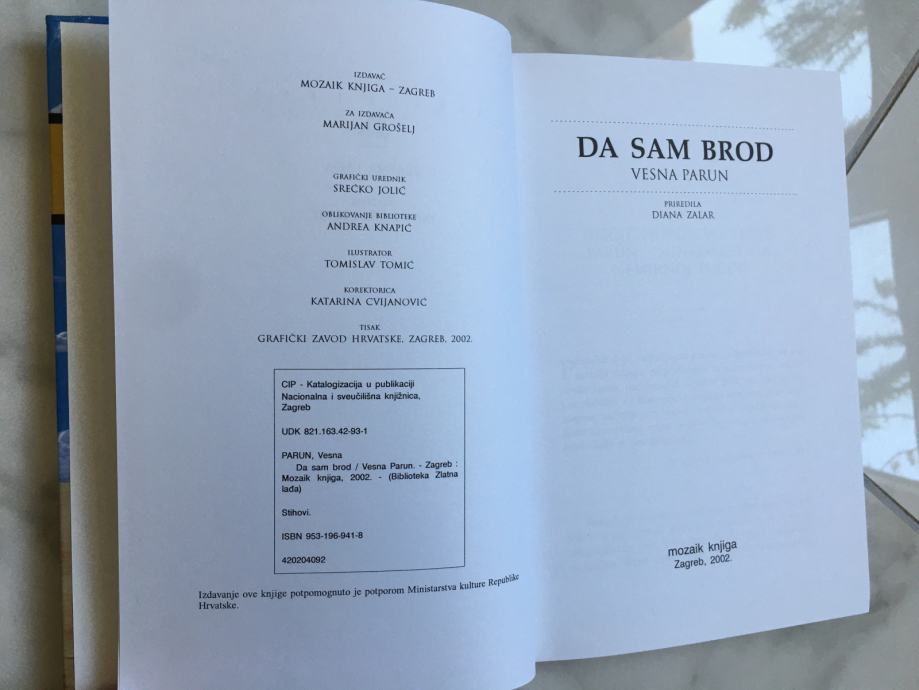 IZDAVAČ
MOZAIK KNJIGA – ZAGREB
ZA IZDAVAČA
MARIJAN GROŠELJ
GRAFIČKI UREDNIK
SREĆKO JOLIĆ
OBLIKOVANJE BIBLIOTEKE
ANDREA KNAPIĆ
ILUSTRATOR
TOMISLAV TOMIĆ
KOREKTORICA
KATARINA CVIJANOVIĆ
TISAK
GRAFIČKI ZAVOD HRVATSKE, ZAGREB, 2002.
CIP - Katalogizacija u publikaciji
Nacionalna i sveučilišna knjižnica,
Zagreb
UDK 821.163.42-93-1
PARUN, Vesna
Da sam brod / Vesna Parun. - Zagreb :
Mozaik knjiga, 2002. - (Biblioteka Zlatna
lađa)
Stihovi.
ISBN 953-196-941-8
420204092
Izdavanje ove knjige potpomognuto je potporom Ministarstva kulture Republike
Hrvatske.
DA SAM BROD
VESNA PARUN
PRIREDILA
DIANA ZALAR
mozaik knjiga
Zagreb, 2002.